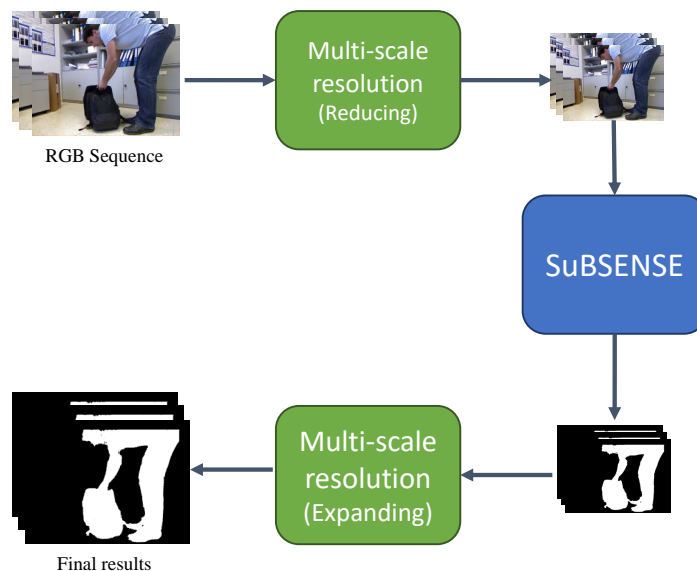 Multi-scale
resolution
(Reducing)
RGB Sequence
SuBSENSE
Multi-scale
resolution
(Expanding)
Final results